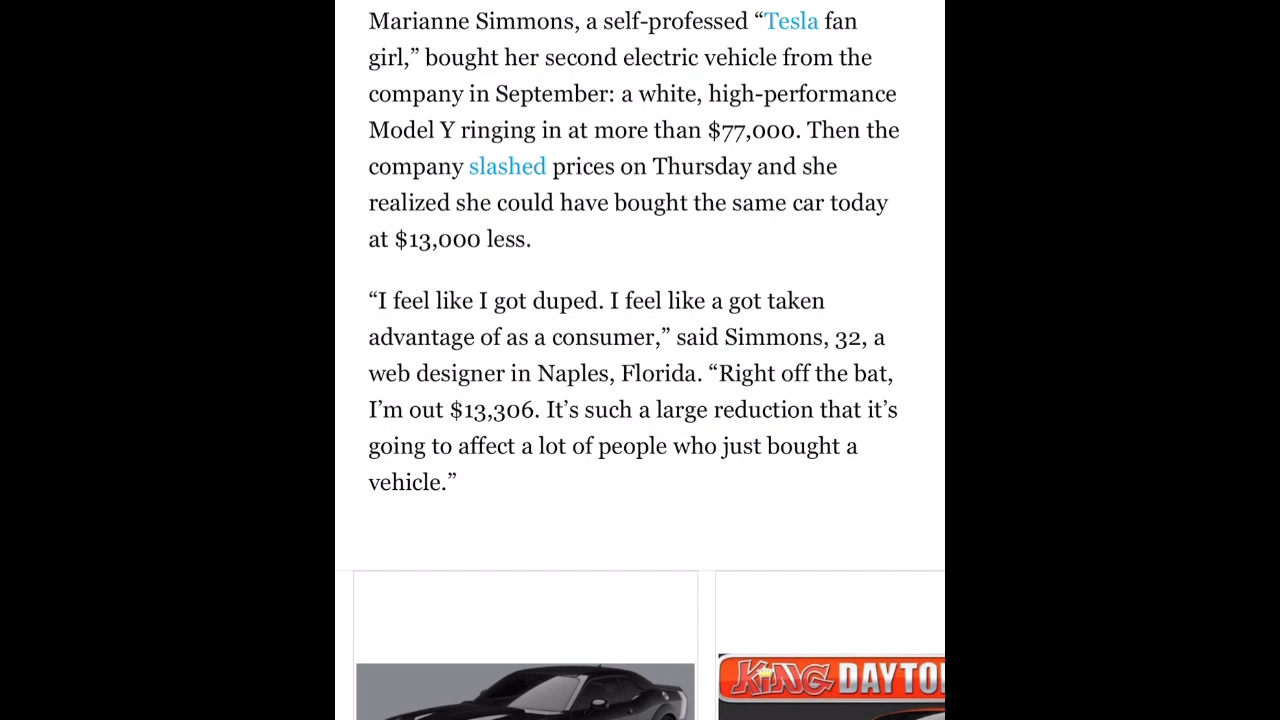 Marianne Simmons, a self-professed “Tesla fan
girl,” bought her second electric vehicle from the
company in September: a white, high-performance
Model Y ringing in at more than $77,000. Then the
company slashed prices on Thursday and she
realized she could have bought the same car today
at $13,000 less.
“I feel like I got duped. I feel like a got taken
advantage of as a consumer,” said Simmons, 32, a
web designer in Naples, Florida. “Right off the bat,
I’m out $13,306. It’s such a large reduction that it’s
going to affect a lot of people who just bought a
vehicle.”
KING DAYTO